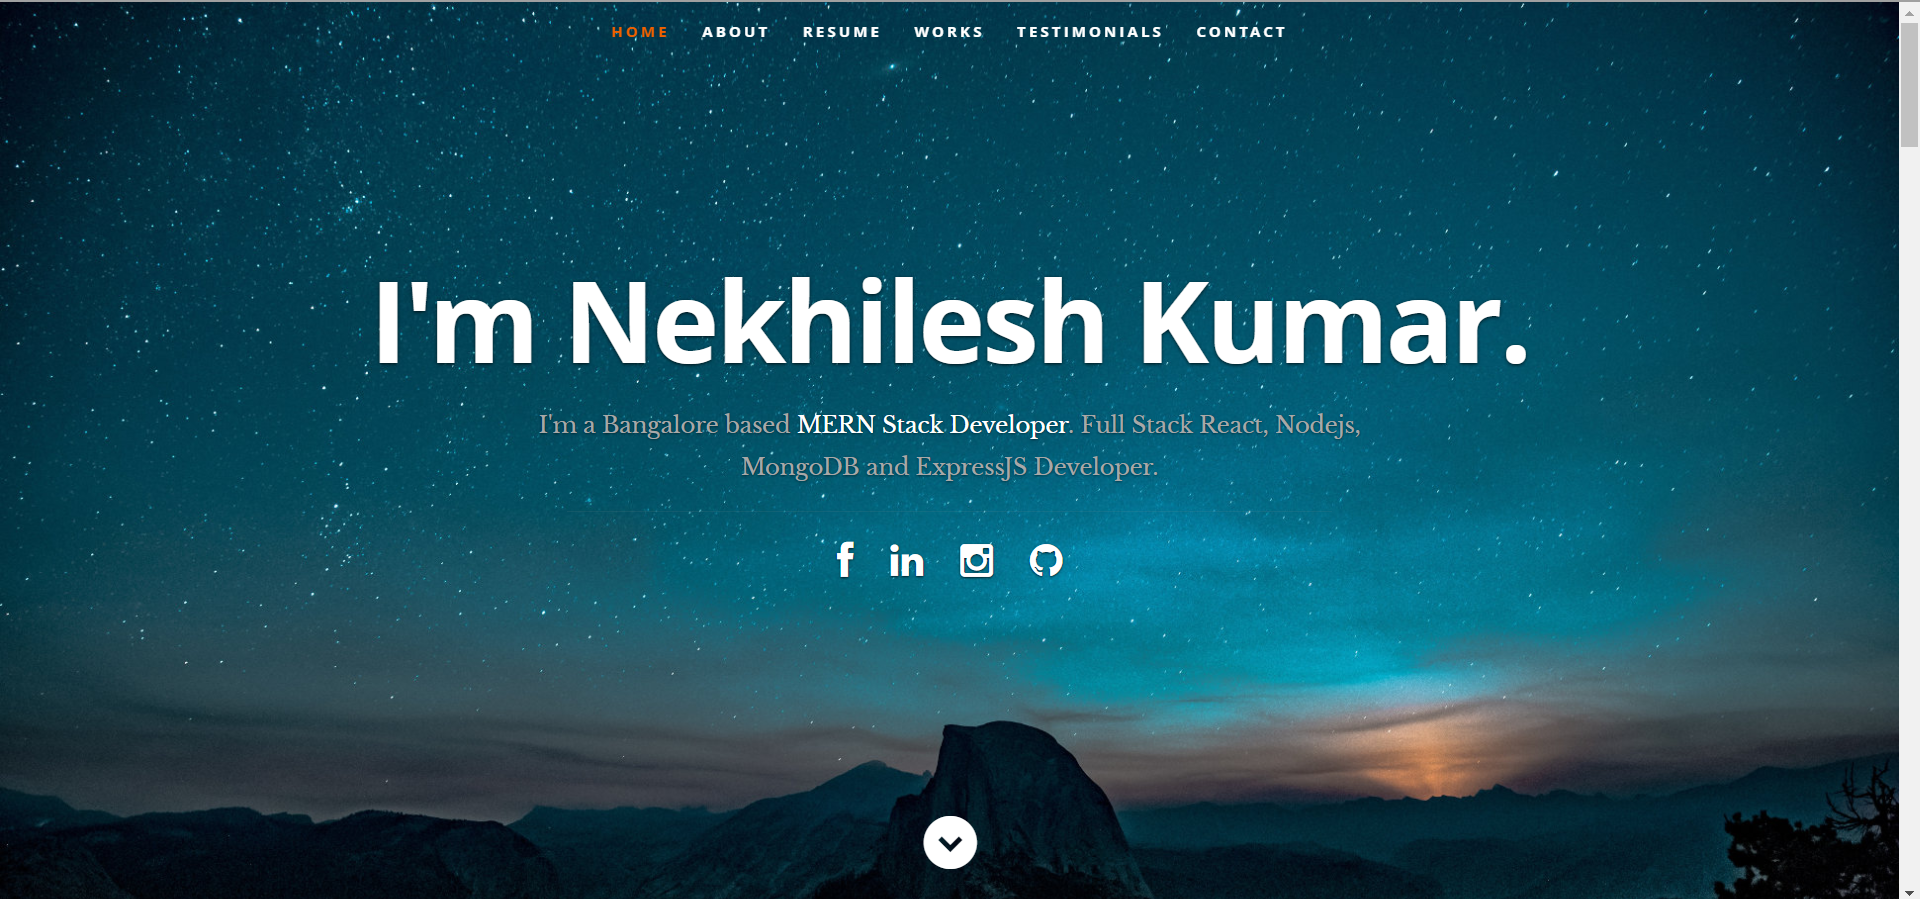 HOME ABOUT RESUME WORKS TESTIMONIALS CONTACT
I'm Nekhilesh Kumar.
I'm a Bangalore based MERN Stack Developer. Full Stack React, Nodejs,
MongoDB and ExpressJS Developer.